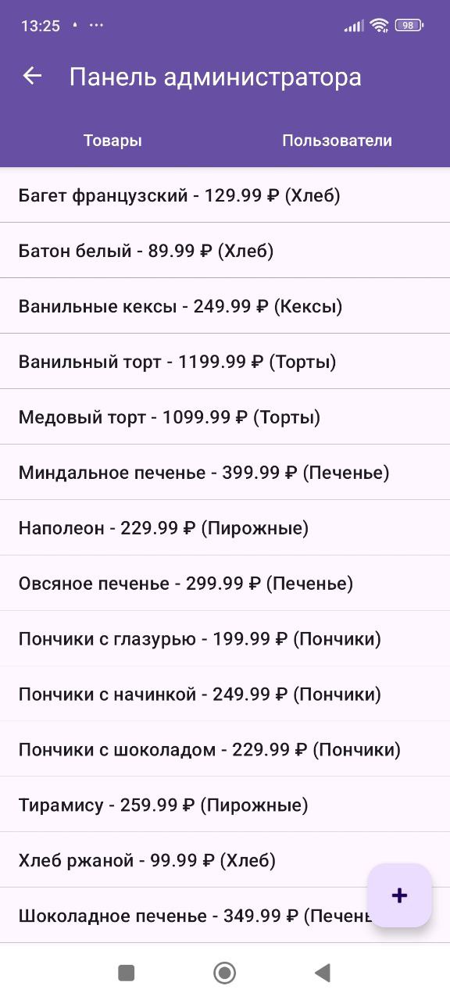 13:25
98
Панель администратора
Товары Пользователи
Багет французский - 129.99 ₽ (Хлеб)
Батон белый - 89.99 ₽ (Хлеб)
Ванильные кексы - 249.99 ₽ (Кексы)
Ванильный торт - 1199.99 ₽ (Торты)
Медовый торт - 1099.99 ₽ (Торты)
Миндальное печенье - 399.99 ₽ (Печенье)
Наполеон - 229.99 ₽ (Пирожные)
Овсяное печенье - 299.99 ₽ (Печенье)
Пончики с глазурью - 199.99 ₽ (Пончики)
Пончики с начинкой - 249.99 ₽ (Пончики)
Пончики с шоколадом - 229.99 ₽ (Пончики)
Тирамису - 259.99 ₽ (Пирожные)
Хлеб ржаной - 99.99 ₽ (Хлеб)
Шоколадное печенье - 349.99 ₽ (Печень